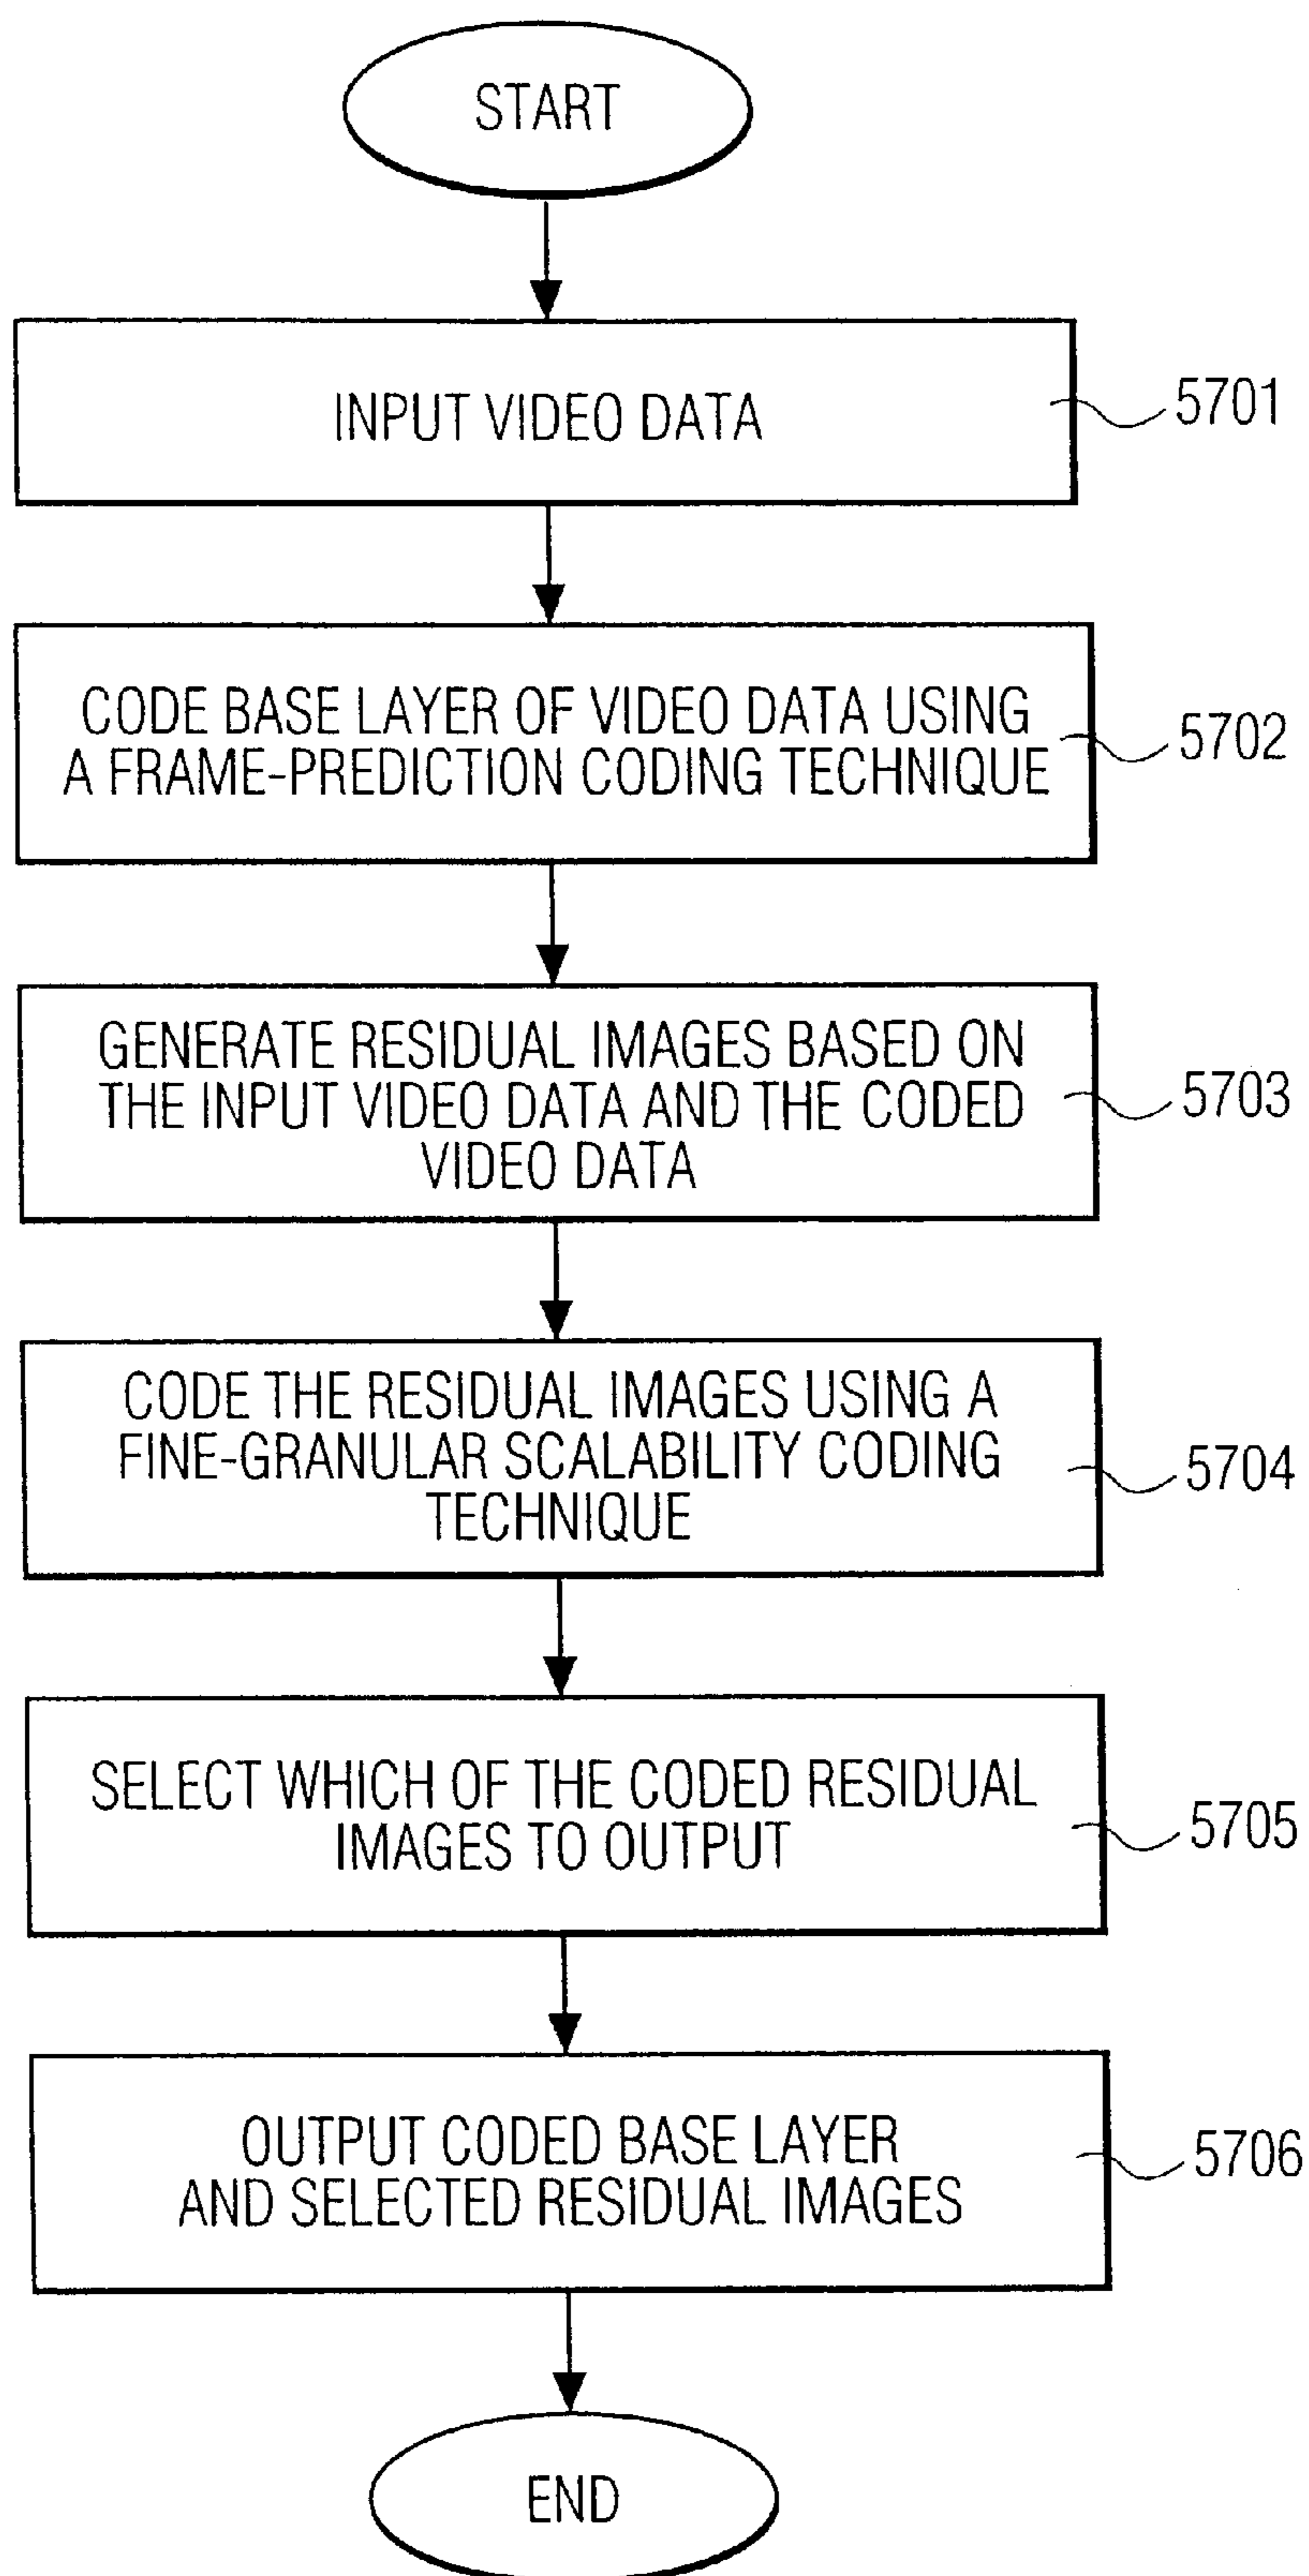 START
INPUT VIDEO DATA
5701
CODE BASE LAYER OF VIDEO DATA USING
A FRAME-PREDICTION CODING TECHNIQUE
5702
GENERATE RESIDUAL IMAGES BASED ON
THE INPUT VIDEO DATA AND THE CODED
VIDEO DATA
5703
CODE THE RESIDUAL IMAGES USING A
FINE-GRANULAR SCALABILITY CODING
TECHNIQUE
5704
SELECT WHICH OF THE CODED RESIDUAL
IMAGES TO OUTPUT
5705
OUTPUT CODED BASE LAYER
AND SELECTED RESIDUAL IMAGES
5706
END